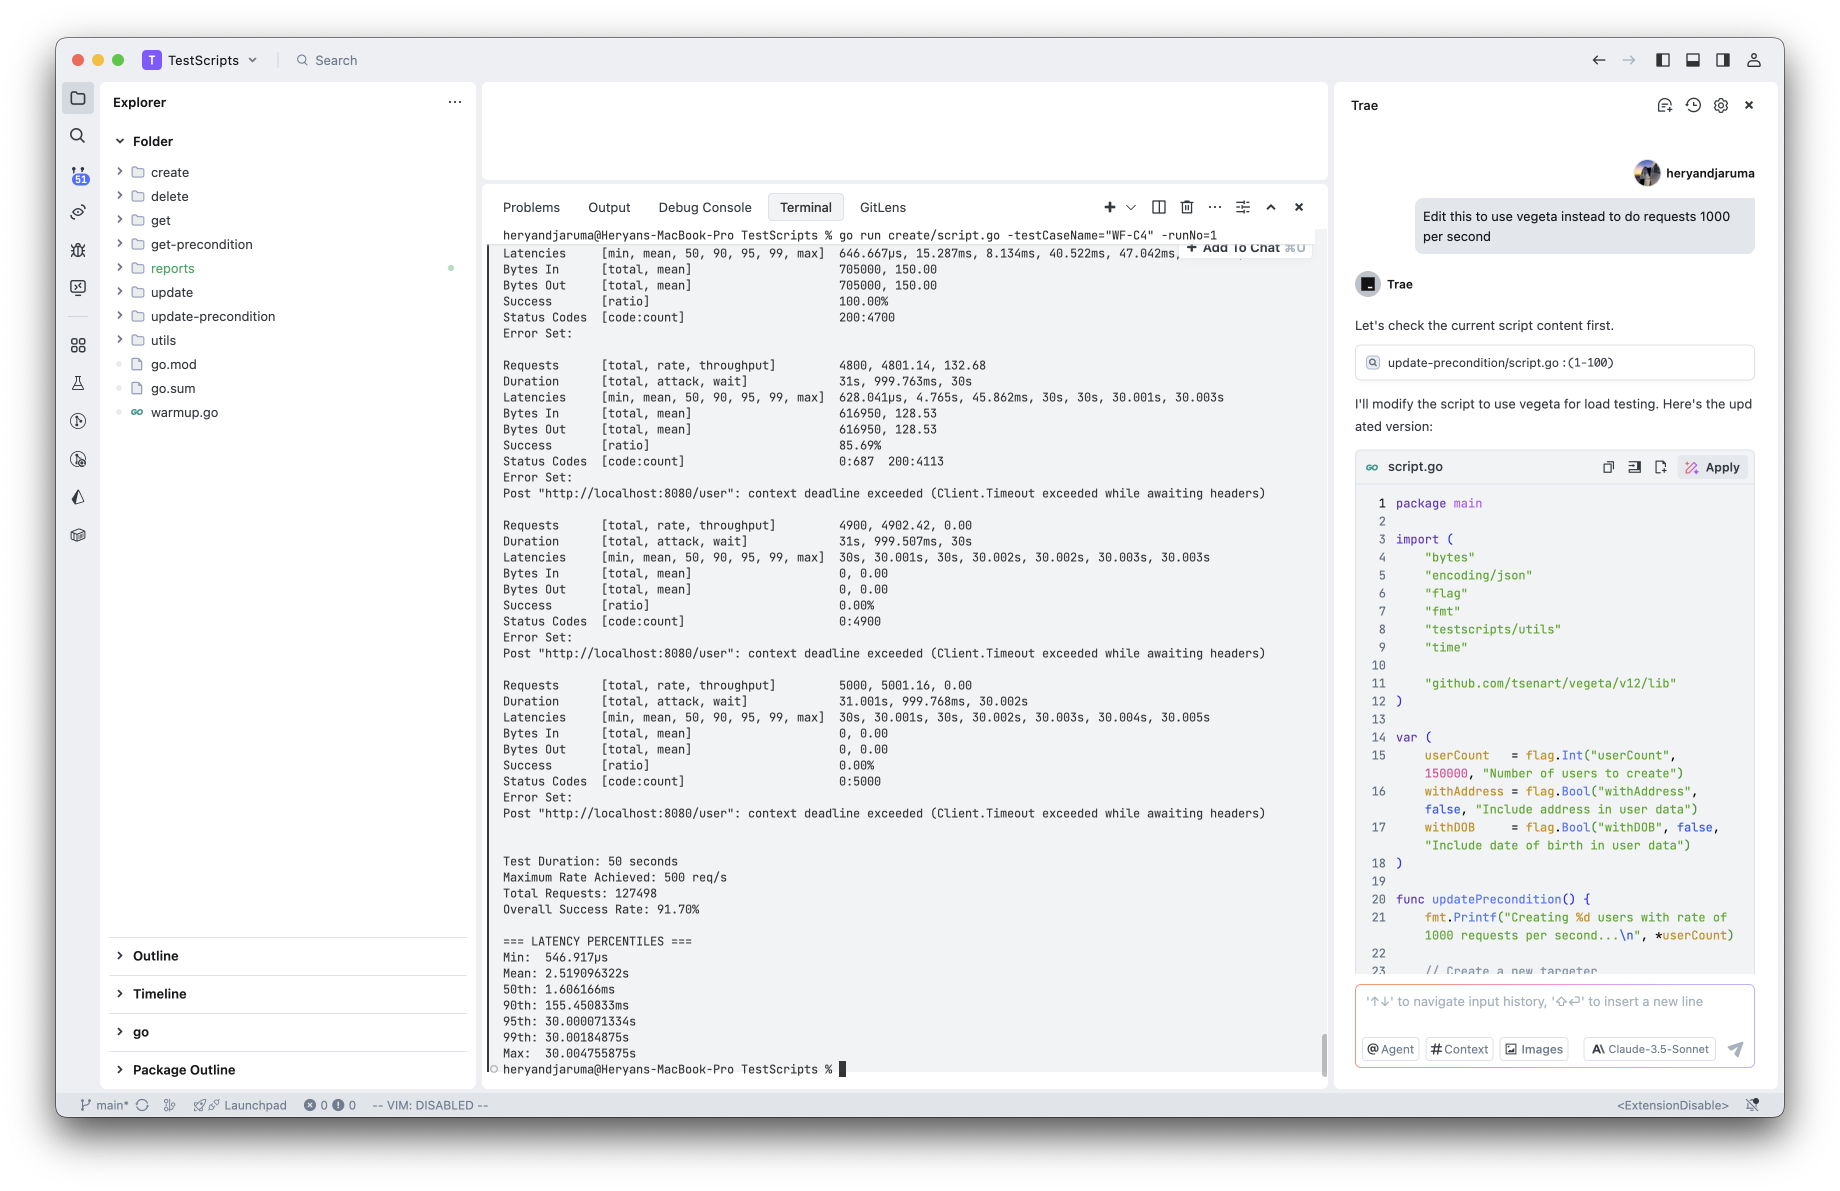 T TestScripts
Search
Explorer
Folder
create
delete
get
get-precondition
reports
update
update-precondition
utils
go.mod
go.sum
GO warmup.go
51
Outline
Timeline
go
Package Outline
Problems Output Debug Console Terminal GitLens
heryandjaruma@Heryans-MacBook-Pro TestScripts % go run create/script.go -testCaseName="WF-C4" -runNo=1
+ Add To Chat ⌘U
Latencies [min, mean, 50, 90, 95, 99, max] 646.667µs, 15.287ms, 8.134ms, 40.522ms, 47.042ms,
Bytes In [total, mean] 705000, 150.00
Bytes Out [total, mean] 705000, 150.00
Success [ratio] 100.00%
Status Codes [code:count] 200:4700
Error Set:
Requests [total, rate, throughput] 4800, 4801.14, 132.68
Duration [total, attack, wait] 31s, 999.763ms, 30s
Latencies [min, mean, 50, 90, 95, 99, max] 628.041µs, 4.765s, 45.862ms, 30s, 30s, 30.001s, 30.003s
Bytes In [total, mean] 616950, 128.53
Bytes Out [total, mean] 616950, 128.53
Success [ratio] 85.69%
Status Codes [code:count] 0:687 200:4113
Error Set:
Post "http://localhost:8080/user": context deadline exceeded (Client.Timeout exceeded while awaiting headers)
Requests [total, rate, throughput] 4900, 4902.42, 0.00
Duration [total, attack, wait] 31s, 999.507ms, 30s
Latencies [min, mean, 50, 90, 95, 99, max] 30s, 30.001s, 30s, 30.002s, 30.002s, 30.003s, 30.003s
Bytes In [total, mean] 0, 0.00
Bytes Out [total, mean] 0, 0.00
Success [ratio] 0.00%
Status Codes [code:count] 0:4900
Error Set:
Post "http://localhost:8080/user": context deadline exceeded (Client.Timeout exceeded while awaiting headers)
Requests [total, rate, throughput] 5000, 5001.16, 0.00
Duration [total, attack, wait] 31.001s, 999.768ms, 30.002s
Latencies [min, mean, 50, 90, 95, 99, max] 30s, 30.001s, 30s, 30.002s, 30.003s, 30.004s, 30.005s
Bytes In [total, mean] 0, 0.00
Bytes Out [total, mean] 0, 0.00
Success [ratio] 0.00%
Status Codes [code:count] 0:5000
Error Set:
Post "http://localhost:8080/user": context deadline exceeded (Client.Timeout exceeded while awaiting headers)
Test Duration: 50 seconds
Maximum Rate Achieved: 500 req/s
Total Requests: 127498
Overall Success Rate: 91.70%
=== LATENCY PERCENTILES ===
Min: 546.917µs
Mean: 2.519096322s
50th: 1.606166ms
90th: 155.450833ms
95th: 30.000071334s
99th: 30.00184875s
Max: 30.004755875s
heryandjaruma@Heryans-MacBook-Pro TestScripts %
Trae
heryandjaruma
Edit this to use vegeta instead to do requests 1000
per second
Trae
Let's check the current script content first.
update-precondition/script.go :(1-100)
I'll modify the script to use vegeta for load testing. Here's the upd
ated version:
GO script.go
Apply
1 package main
2
3 import (
4 "bytes"
5 "encoding/json"
6 "flag"
7 "fmt"
8 "testscripts/utils"
9 "time"
10
11 "github.com/tsenart/vegeta/v12/lib"
12 )
13
14 var (
15 userCount = flag.Int("userCount",
150000, "Number of users to create")
16 withAddress = flag.Bool("withAddress",
false, "Include address in user data")
17 withDOB = flag.Bool("withDOB", false,
"Include date of birth in user data")
18 )
19
20 func updatePrecondition() {
21 fmt.Printf("Creating %d users with rate of
1000 requests per second...\n", *userCount)
22
23 // Create a new targeter
'↑↓' to navigate input history, '⇧⏎' to insert a new line
@ Agent # Context Images Claude-3.5-Sonnet
main* Launchpad 0 0 -- VIM: DISABLED --
<ExtensionDisable>